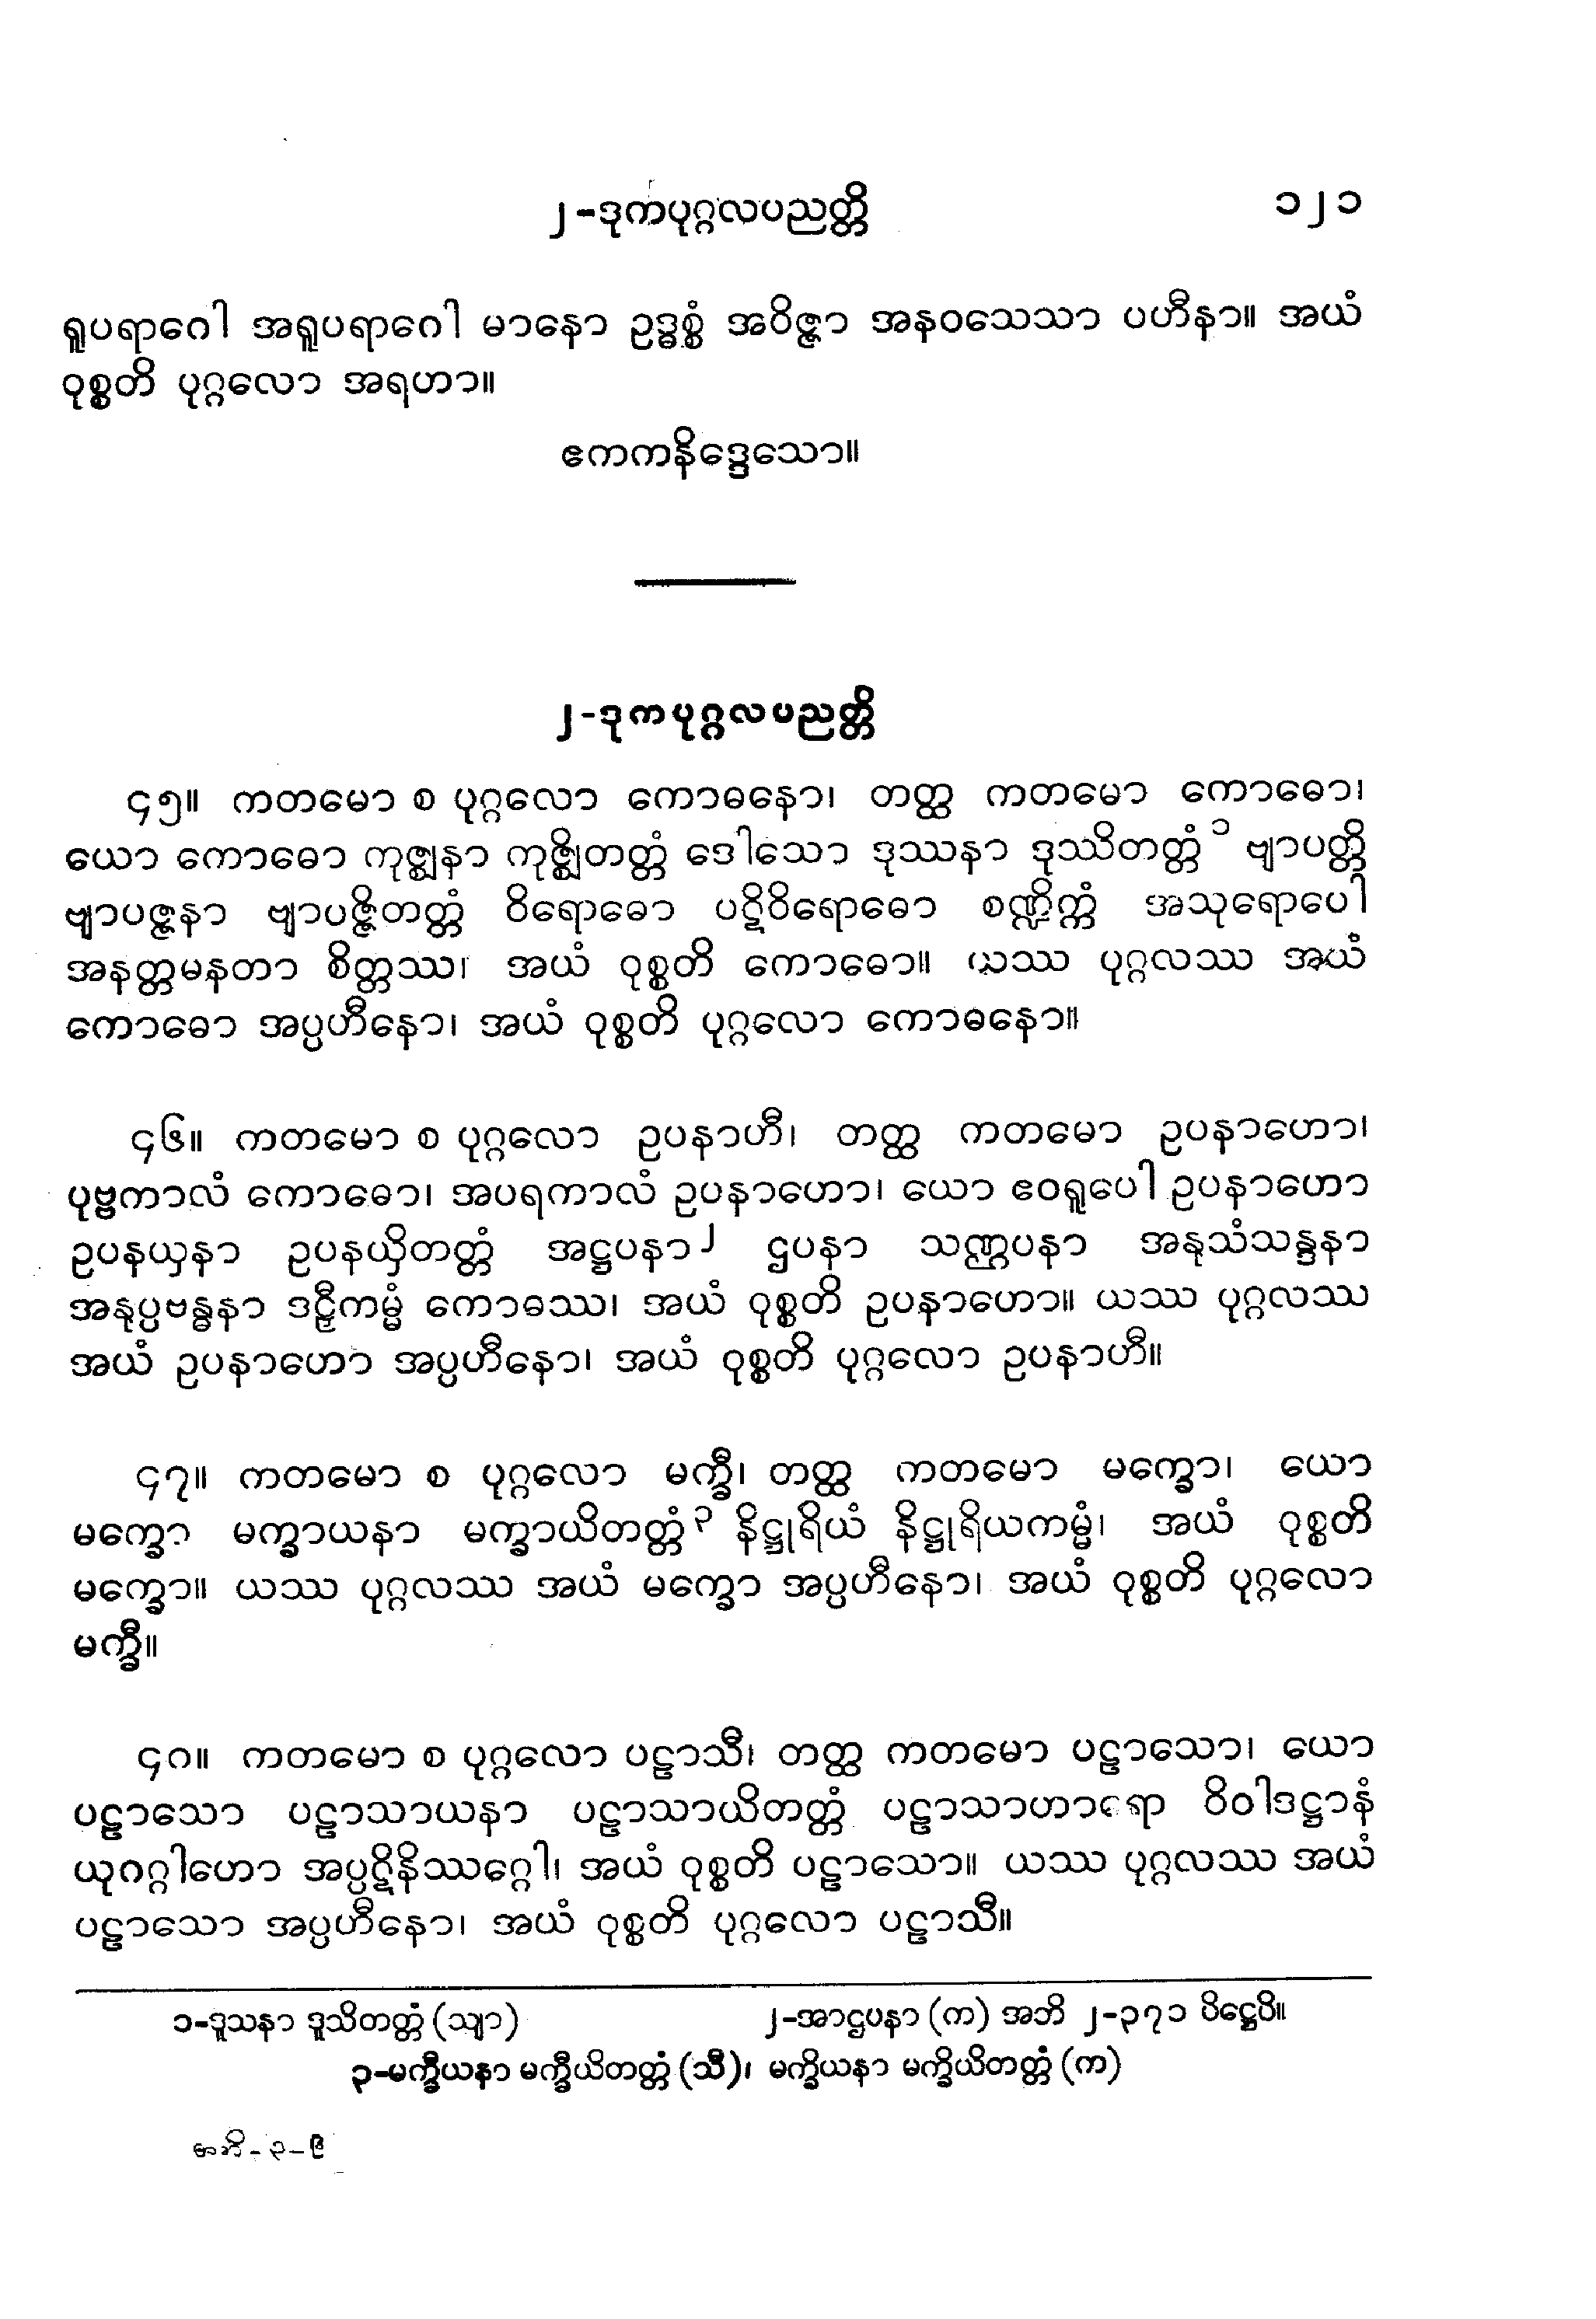 ၂-ဒုကပုဂ္ဂလပညတ္တိ ၁၂၁
ရူပရာဂေါ အရူပရာဂေါ မာနော ဥဒ္ဓစ္စံ အဝိဇ္ဇာ အနဝသေသာ ပဟီနာ။ အယံ
ဝုစ္စတိ ပုဂ္ဂလော အရဟာ။
ဧကကနိဒ္ဒေသော။
၂-ဒုကပုဂ္ဂလပညတ္တိ
၄၅။ ကတမော စ ပုဂ္ဂလော ကောဓနော၊ တတ္ထ ကတမော ကောဓော၊
ယော ကောဓော ကုဇ္ဈနာ ကုဇ္ဈိတတ္တံ ဒေါသော ဒုဿနာ ဒုဿိတတ္တံ ၁ ဗျာပတ္တိ
ဗျာပဇ္ဇနာ ဗျာပဇ္ဇိတတ္တံ ဝိရောဓော ပဋိဝိရောဓော စဏ္ဍိက္ကံ အသုရောပေါ
အနတ္တမနတာ စိတ္တဿ၊ အယံ ဝုစ္စတိ ကောဓော။ ယဿ ပုဂ္ဂလဿ အယံ
ကောဓော အပ္ပဟီနော၊ အယံ ဝုစ္စတိ ပုဂ္ဂလော ကောဓနော။
၄၆။ ကတမော စ ပုဂ္ဂလော ဥပနာဟီ၊ တတ္ထ ကတမော ဥပနာဟော၊
ပုဗ္ဗကာလံ ကောဓော၊ အပရကာလံ ဥပနာဟော၊ ယော ဧဝရူပေါ ဥပနာဟော
ဥပနယှနာ ဥပနယှိတတ္တံ အဋ္ဌပနာ ၂ ဌပနာ သဏ္ဌပနာ အနုသံသန္ဒနာ
အနုပ္ပဗန္ဓနာ ဒဠှီကမ္မံ ကောဓဿ၊ အယံ ဝုစ္စတိ ဥပနာဟော။ ယဿ ပုဂ္ဂလဿ
အယံ ဥပနာဟော အပ္ပဟီနော၊ အယံ ဝုစ္စတိ ပုဂ္ဂလော ဥပနာဟီ။
၄၇။ ကတမော စ ပုဂ္ဂလော မက္ခီ၊ တတ္ထ ကတမော မက္ခော၊ ယော
မက္ခော မက္ခာယနာ မက္ခာယိတတ္တံ ၃ နိဋ္ဌုရိယံ နိဋ္ဌုရိယကမ္မံ၊ အယံ ဝုစ္စတိ
မက္ခော။ ယဿ ပုဂ္ဂလဿ အယံ မက္ခော အပ္ပဟီနော၊ အယံ ဝုစ္စတိ ပုဂ္ဂလော
မက္ခီ။
၄၈။ ကတမော စ ပုဂ္ဂလော ပဠာသီ၊ တတ္ထ ကတမော ပဠာသော၊ ယော
ပဠာသော ပဠာသာယနာ ပဠာသာယိတတ္တံ ပဠာသာဟာရော ဝိဝါဒဋ္ဌာနံ
ယုဂဂ္ဂါဟော အပ္ပဋိနိဿဂ္ဂေါ၊ အယံ ဝုစ္စတိ ပဠာသော။ ယဿ ပုဂ္ဂလဿ အယံ
ပဠာသော အပ္ပဟီနော၊ အယံ ဝုစ္စတိ ပုဂ္ဂလော ပဠာသီ။
၁-ဒူသနာ ဒူသိတတ္တံ (သျာ) ၂-အာဌပနာ (က) အဘိ ၂-၃၇၁ ပိဋ္ဌေပိ။
၃-မက္ခီယနာ မက္ခီယိတတ္တံ (သီ)၊ မက္ခိယနာ မက္ခိယိတတ္တံ (က)
အဘိ-၃-၉